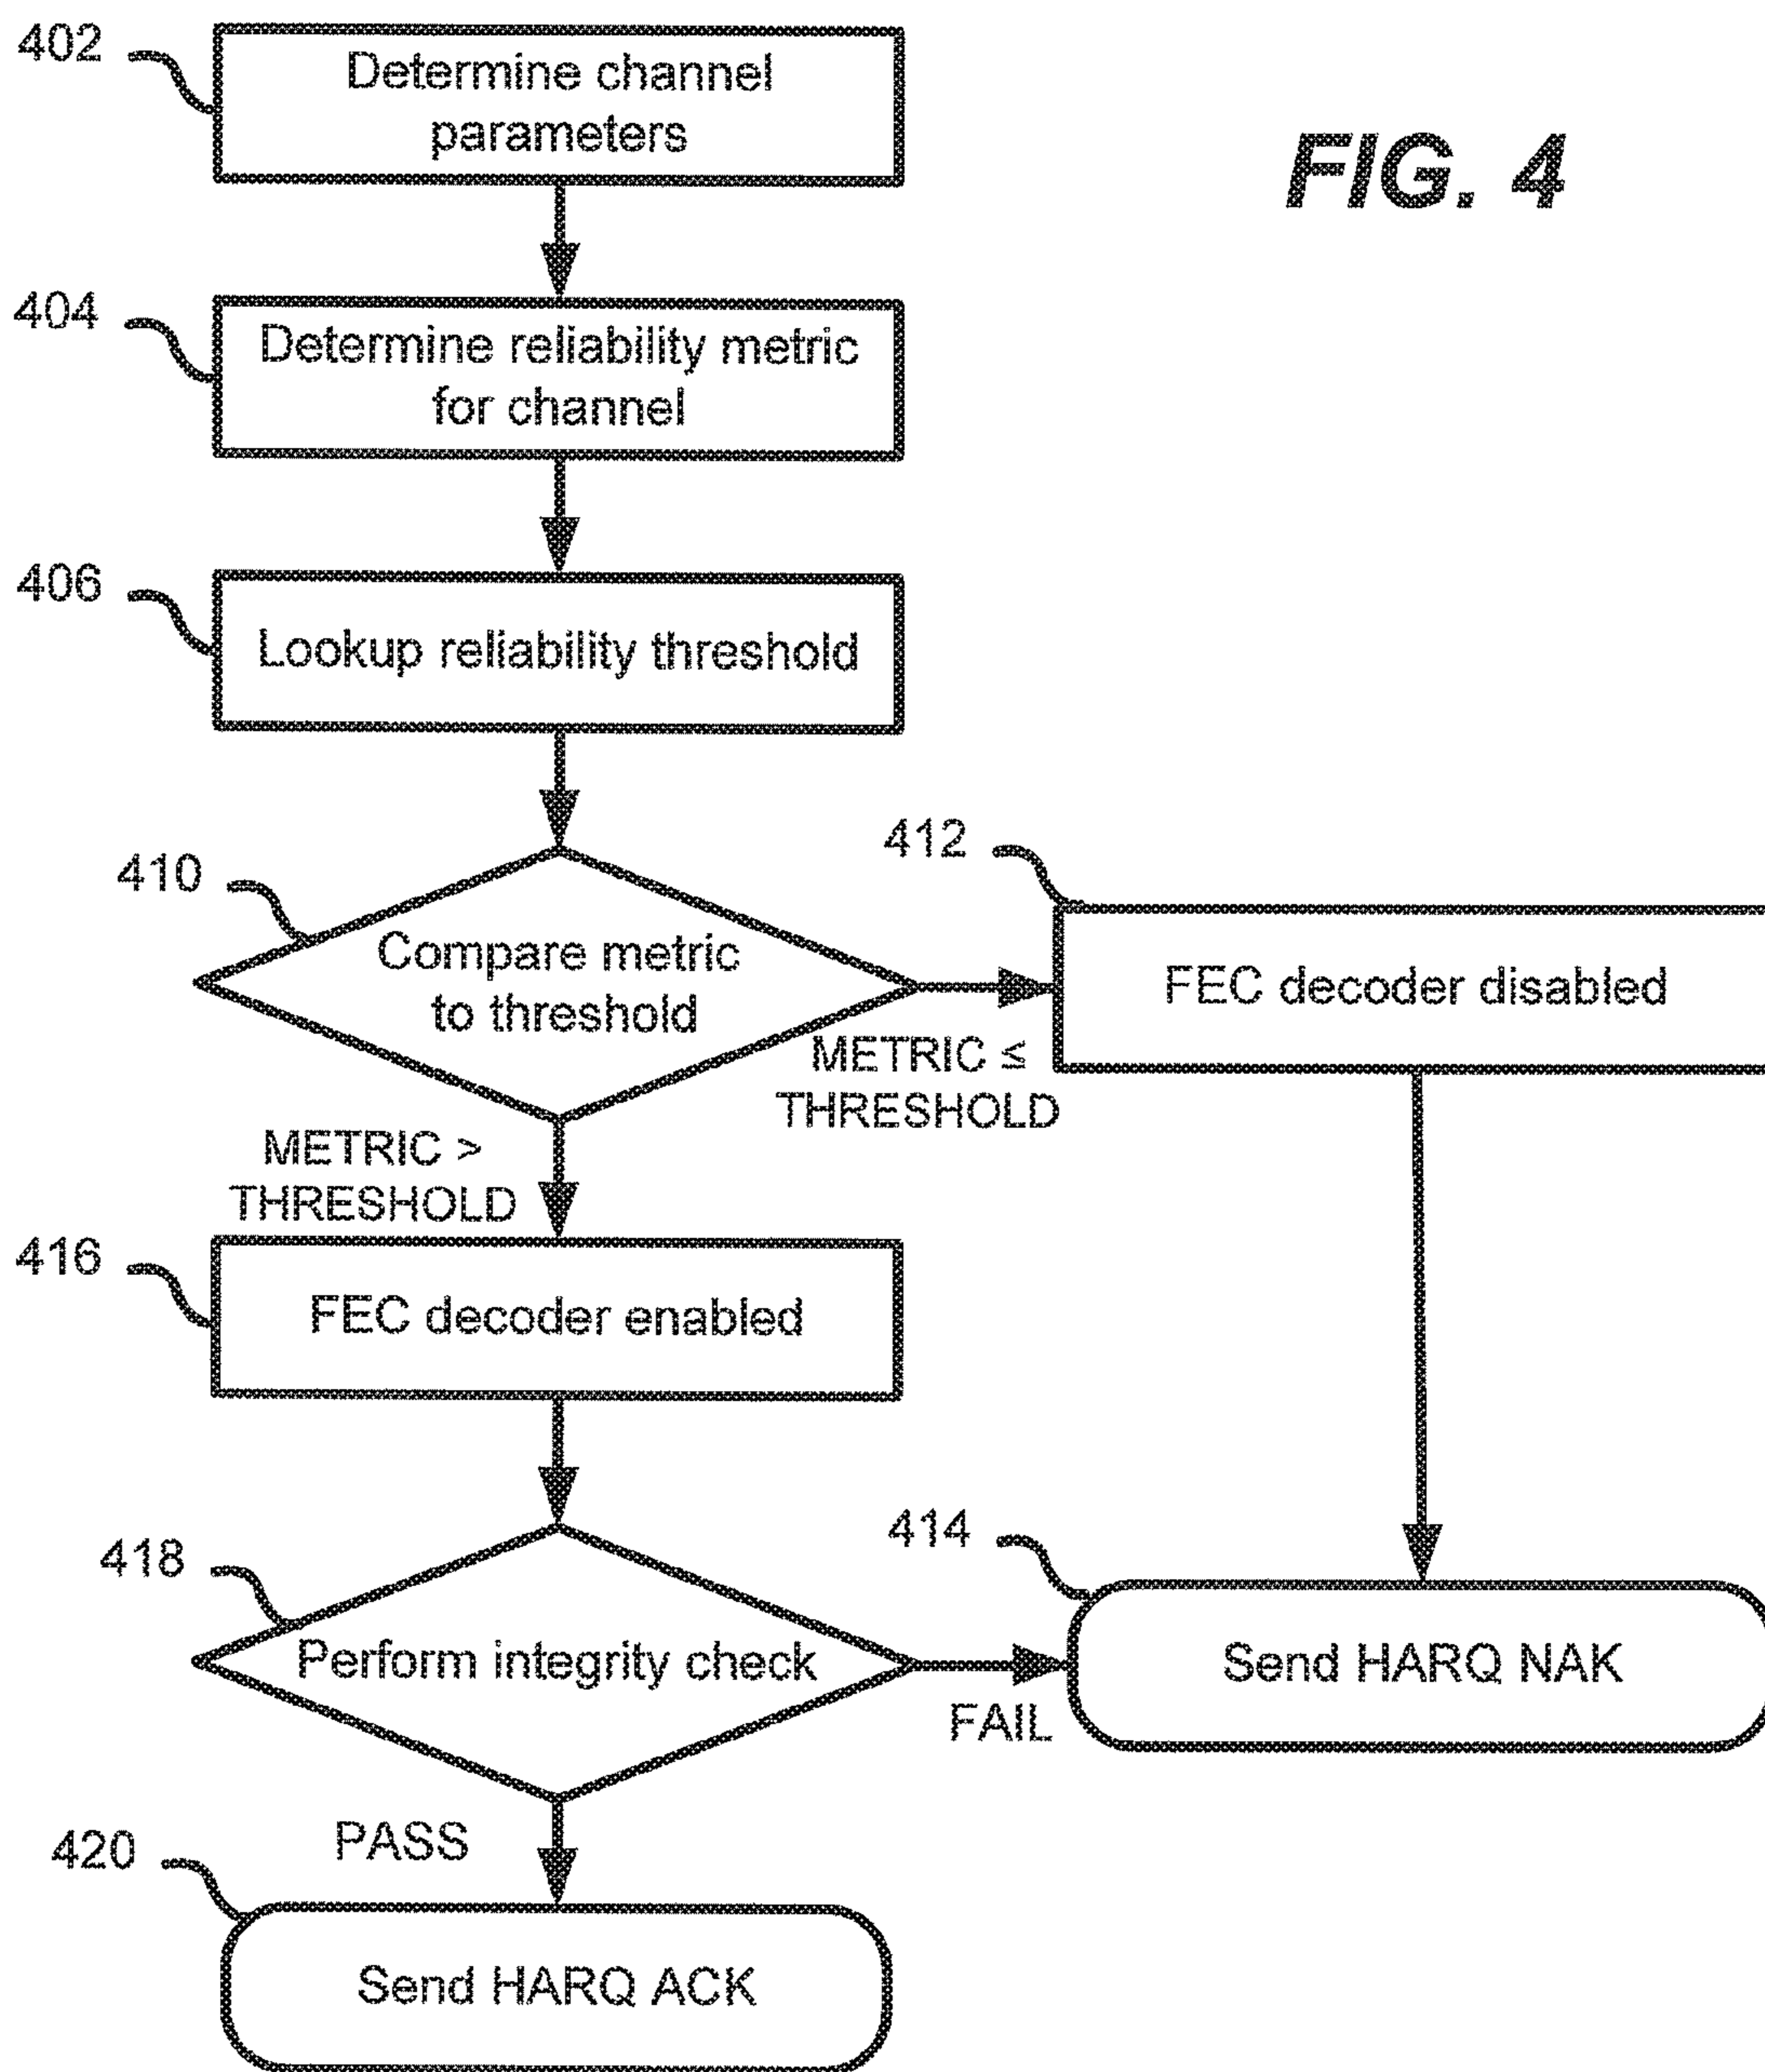 402
Determine channel
parameters
FIG. 4
404
Determine reliability metric
for channel
406
Lookup reliability threshold
410
Compare metric
to threshold
412
FEC decoder disabled
METRIC ≤
THRESHOLD
METRIC >
THRESHOLD
416
FEC decoder enabled
418
Perform integrity check
414
Send HARQ NAK
FAIL
PASS
420
Send HARQ ACK